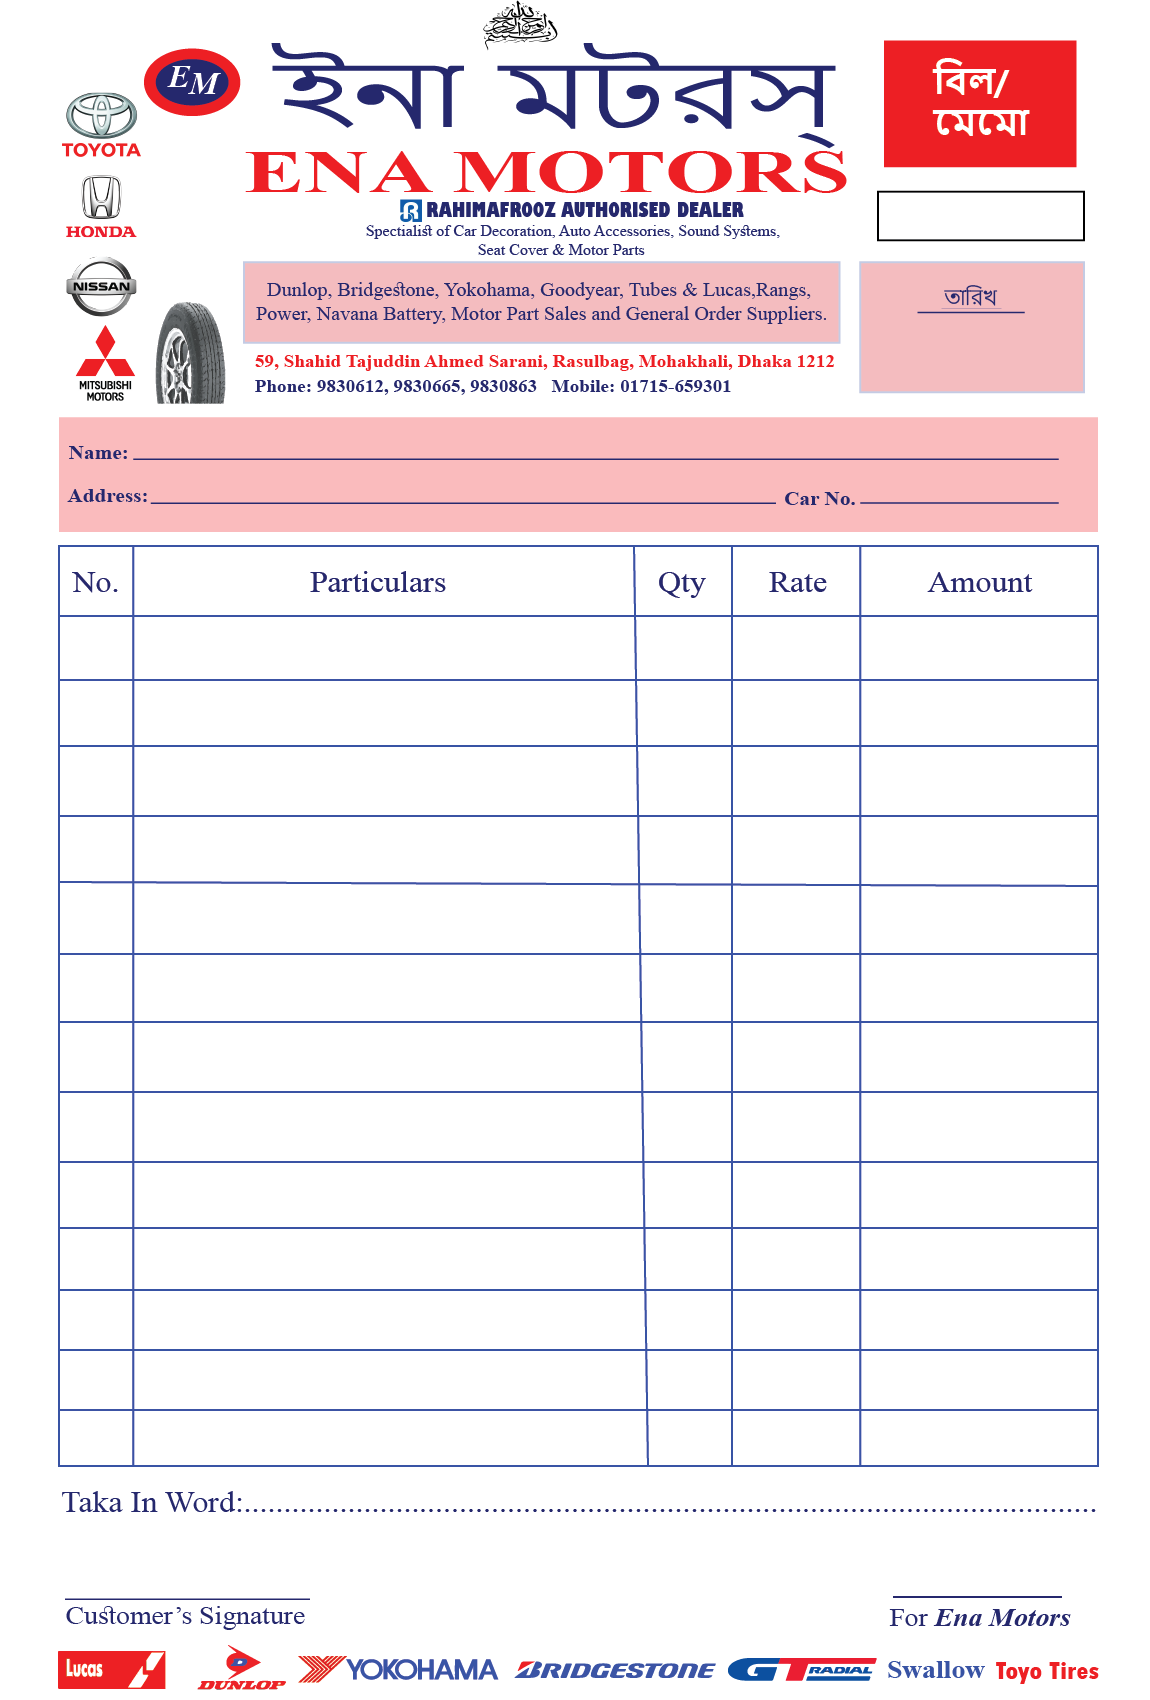 بسم الله الرحمن الرحيم
EM
ইনা মটরস্
ENA MOTORS
RAHIMAFROOZ AUTHORISED DEALER
Spectialist of Car Decoration, Auto Accessories, Sound Systems,
Seat Cover & Motor Parts
বিল/
মেমো
TOYOTA
HONDA
NISSAN
MITSUBISHI
MOTORS
Dunlop, Bridgestone, Yokohama, Goodyear, Tubes & Lucas,Rangs,
Power, Navana Battery, Motor Part Sales and General Order Suppliers.
তারিখ
59, Shahid Tajuddin Ahmed Sarani, Rasulbag, Mohakhali, Dhaka 1212
Phone: 9830612, 9830665, 9830863 Mobile: 01715-659301
Name:
Address: Car No.
No. Particulars Qty Rate Amount
Taka In Word:..........................................................................................................
Customer's Signature
For Ena Motors
Lucas DUNLOP YOKOHAMA BRIDGESTONE GT RADIAL Swallow Toyo Tires